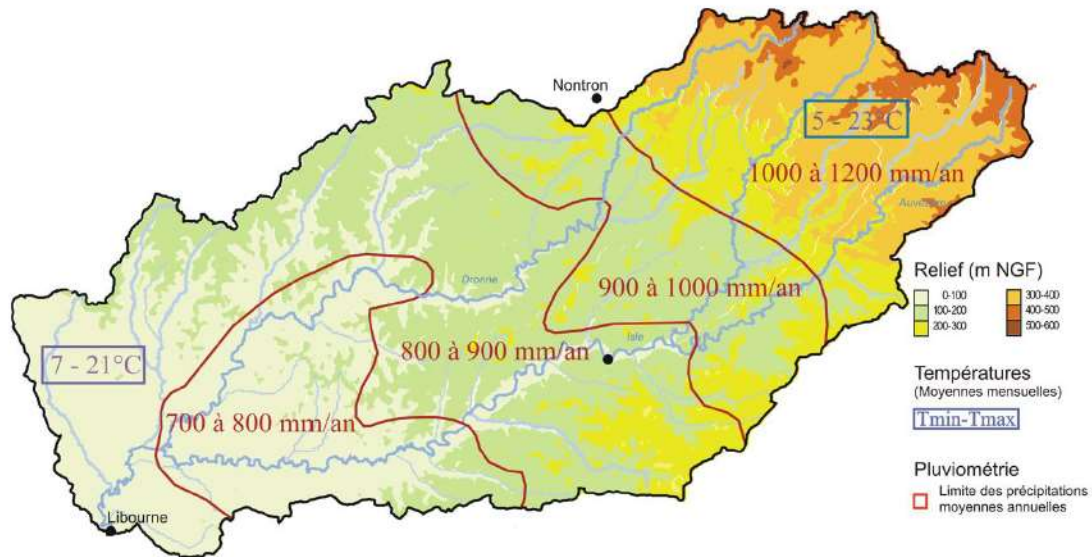 Nontron
5 - 23°C
1000 à 1200 mm/an
Auvézère
Dronne
900 à 1000 mm/an
Isle
800 à 900 mm/an
7 - 21°C
700 à 800 mm/an
Libourne
Relief (m NGF)
0-100 300-400
100-200 400-500
200-300 500-600
Températures
(Moyennes mensuelles)
Tmin-Tmax
Pluviométrie
Limite des précipitations
moyennes annuelles